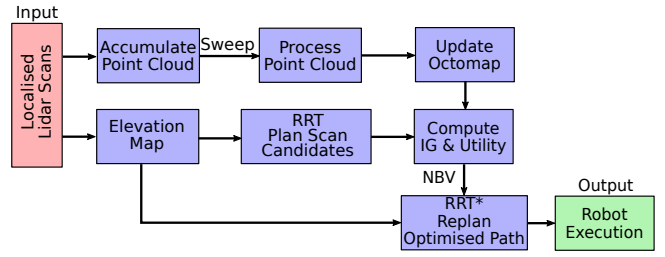 Input
Localised
Lidar Scans
Accumulate
Point Cloud
Sweep
Process
Point Cloud
Update
Octomap
Elevation
Map
RRT
Plan Scan
Candidates
Compute
IG & Utility
NBV
RRT*
Replan
Optimised Path
Output
Robot
Execution